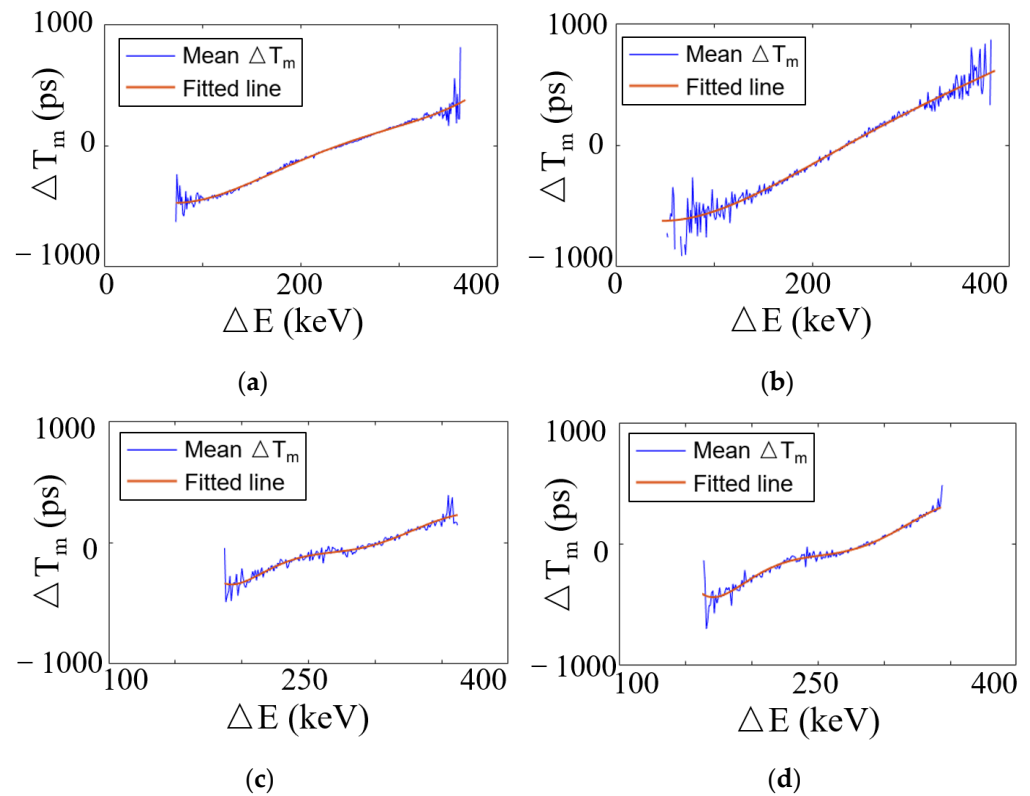 1000
Mean △Tm
Fitted line
0
− 1000
△Tm (ps)
0
200
400
△E (keV)
(a)
1000
Mean △Tm
Fitted line
0
− 1000
△Tm (ps)
0
200
400
△E (keV)
(b)
1000
Mean △Tm
Fitted line
0
− 1000
△Tm (ps)
100
250
400
△E (keV)
(c)
1000
Mean △Tm
Fitted line
0
− 1000
△Tm (ps)
100
250
400
△E (keV)
(d)